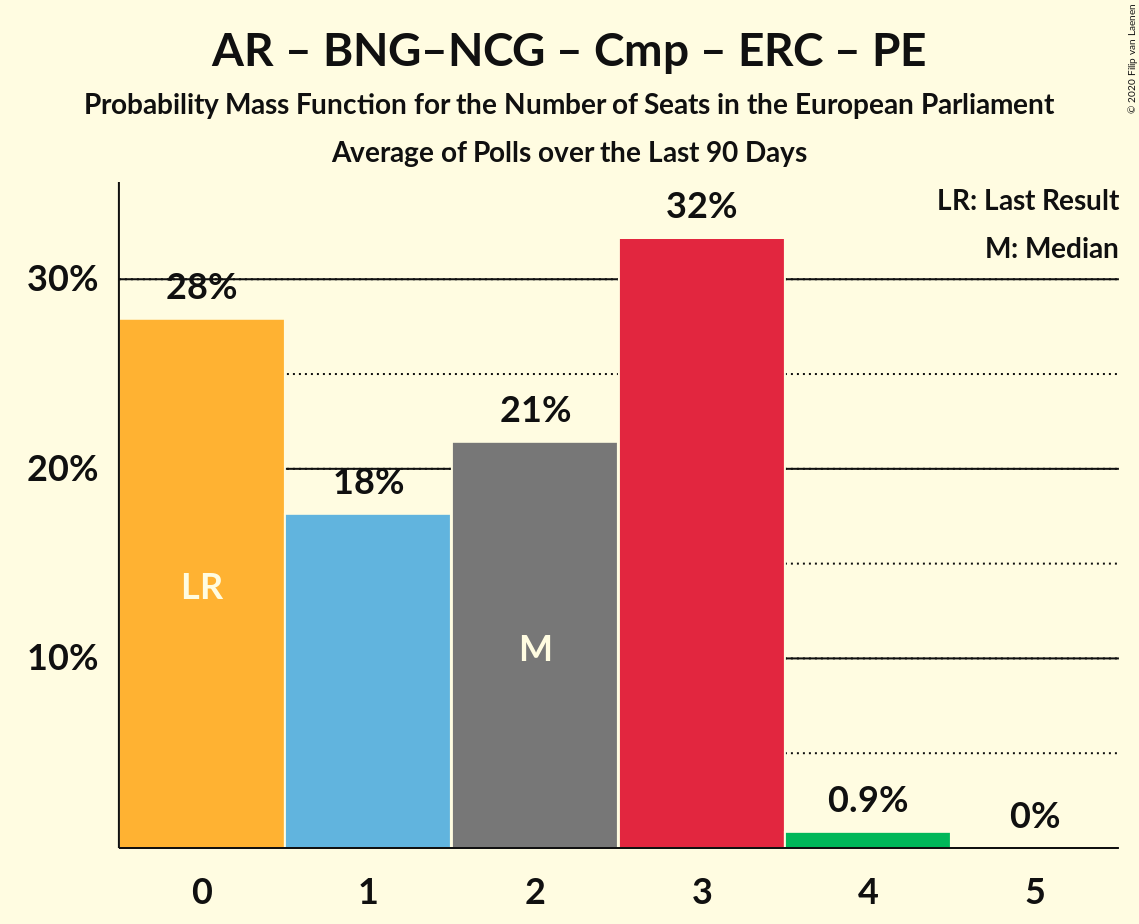 AR – BNG–NCG – Cmp – ERC – PE
Probability Mass Function for the Number of Seats in the European Parliament
Average of Polls over the Last 90 Days
© 2020 Filip van Laenen
LR: Last Result
M: Median
30%
20%
10%
28%
18%
21%
32%
0.9%
0%
LR
M
0
1
2
3
4
5